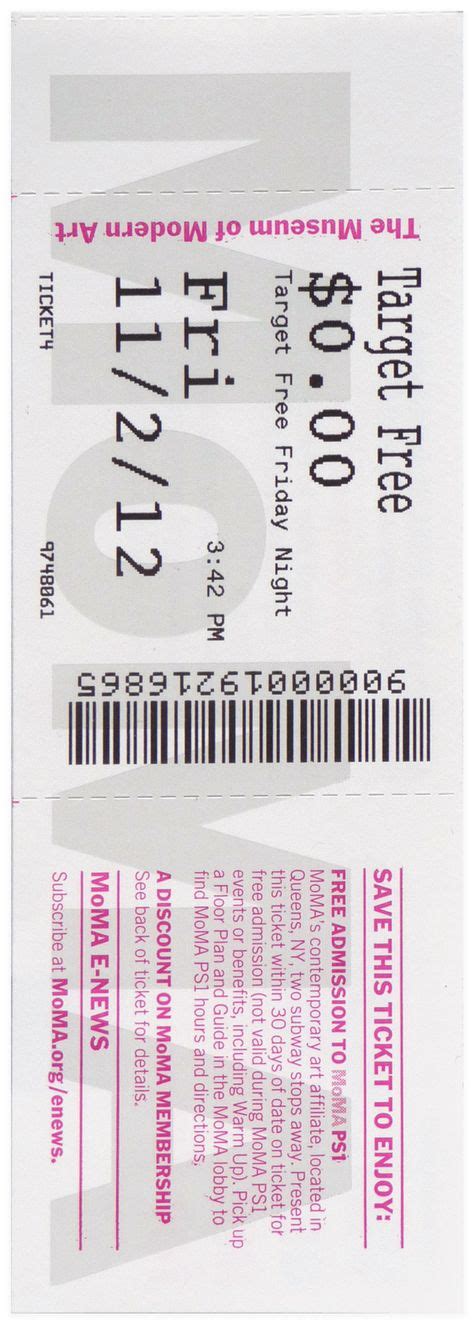 MoMA
The Museum of Modern Art
Target Free
$0.00
Target Free Friday Night
3:42 PM
Fri
11/2/12
TICKET4
9748061
9000001921686​5
SAVE THIS TICKET TO ENJOY:
FREE ADMISSION TO MoMA PS1
MoMA's contemporary art affiliate, located in
Queens, NY, two subway stops away. Present
this ticket within 30 days of date on ticket for
free admission (not valid during MoMA PS1
events or benefits, including Warm Up). Pick up
a Floor Plan and Guide in the MoMA lobby to
find MoMA PS1 hours and directions.
A DISCOUNT ON MoMA MEMBERSHIP
See back of ticket for details.
MoMA E-NEWS
Subscribe at MoMA.org/enews.